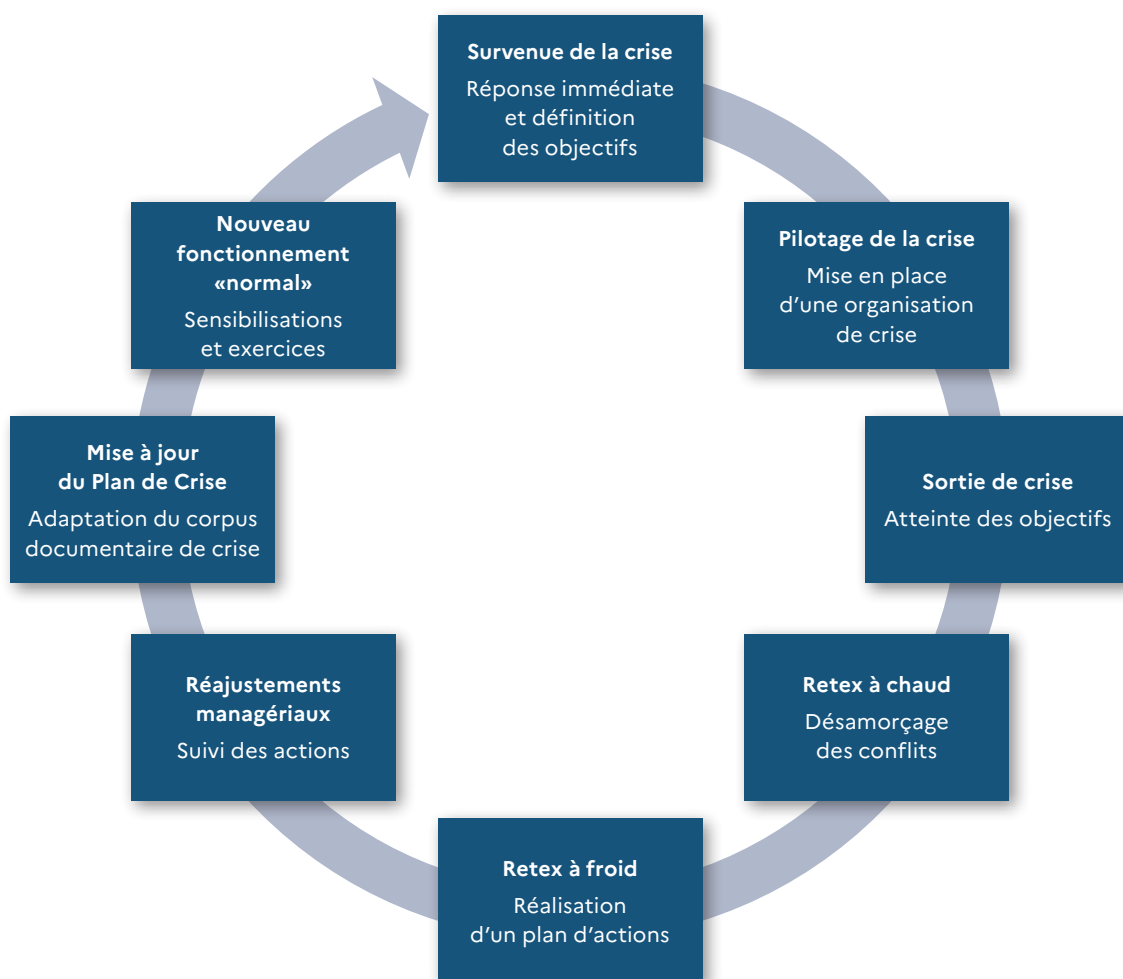 Survenue de la crise
Réponse immédiate
et définition
des objectifs
Pilotage de la crise
Mise en place
d'une organisation
de crise
Sortie de crise
Atteinte des objectifs
Retex à chaud
Désamorçage
des conflits
Retex à froid
Réalisation
d'un plan d'actions
Réajustements
managériaux
Suivi des actions
Mise à jour
du Plan de Crise
Adaptation du corpus
documentaire de crise
Nouveau
fonctionnement
«normal»
Sensibilisations
et exercices